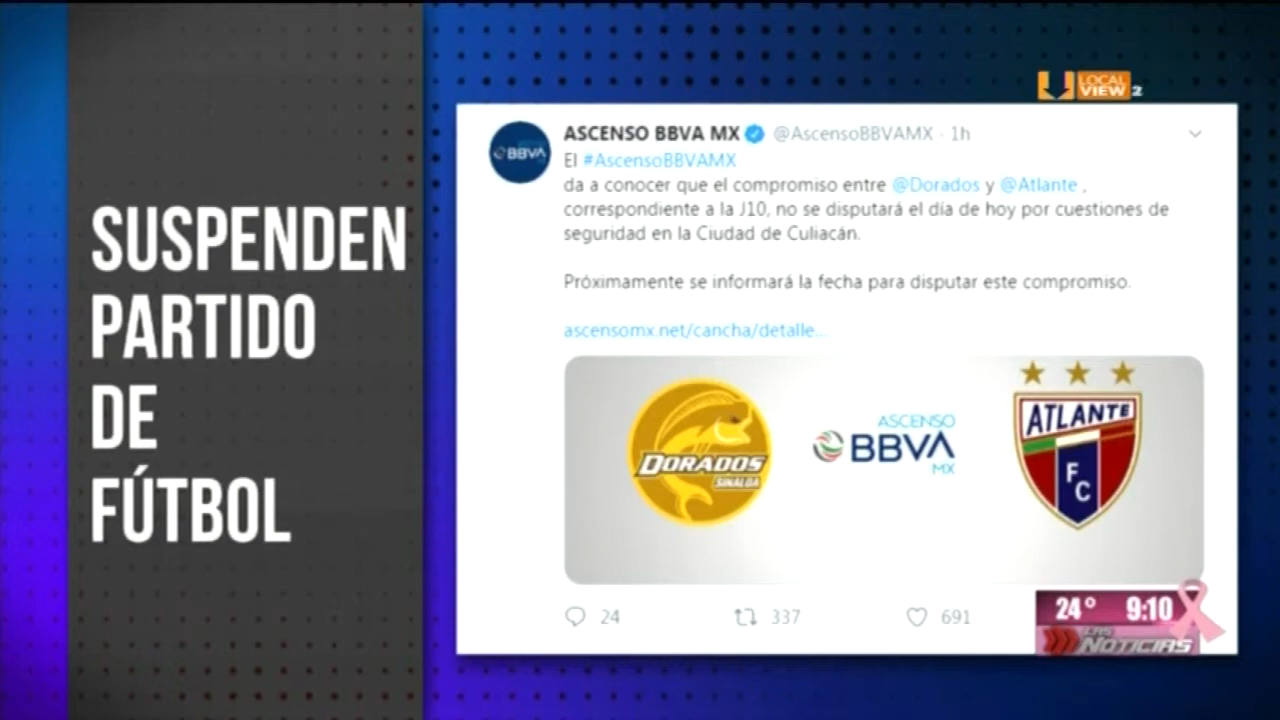 LOCAL
VIEW 2
SUSPENDEN
PARTIDO
DE
FÚTBOL
BBVA
ASCENSO BBVA MX @AscensoBBVAMX · 1h
El #AscensoBBVAMX
da a conocer que el compromiso entre @Dorados y @Atlante ,
correspondiente a la J10, no se disputará el día de hoy por cuestiones de
seguridad en la Ciudad de Culiacán.
Próximamente se informará la fecha para disputar este compromiso.
ascensomx.net/cancha/detalle...
DORADOS
SINALOA
ASCENSO
BBVA
MX
ATLANTE
F
C
24 337 691
24° 9:10
NOTICIAS